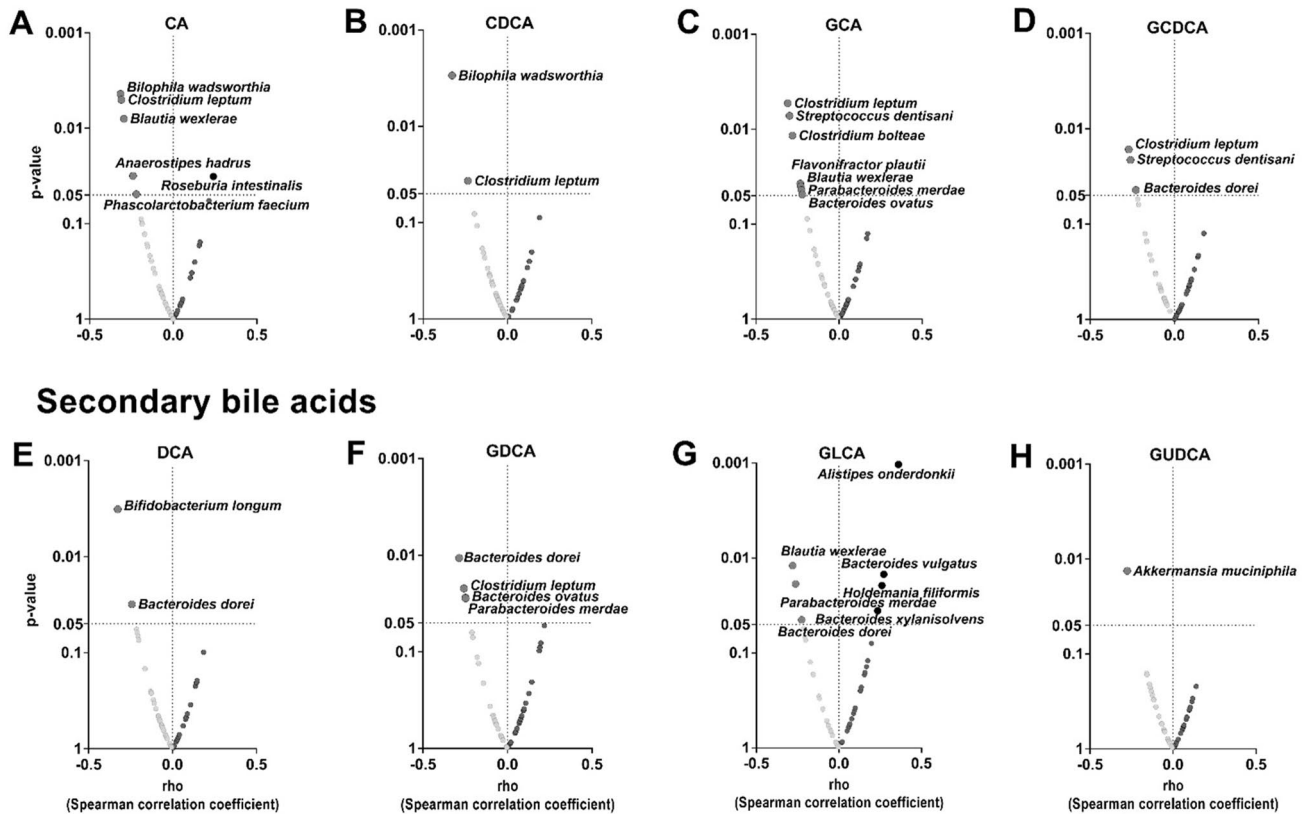 A
CA
0.001
Bilophila wadsworthia
Clostridium leptum
Blautia wexlerae
0.01
Anaerostipes hadrus
Roseburia intestinalis
0.05
Phascolarctobacterium faecium
0.1
1
p-value
-0.5
0.0
0.5
B
CDCA
0.001
Bilophila wadsworthia
0.01
Clostridium leptum
0.05
0.1
1
-0.5
0.0
0.5
C
GCA
0.001
Clostridium leptum
Streptococcus dentisani
0.01
Clostridium bolteae
Flavonifractor plautii
Blautia wexlerae
Parabacteroides merdae
0.05
Bacteroides ovatus
0.1
1
-0.5
0.0
0.5
D
GCDCA
0.001
0.01
Clostridium leptum
Streptococcus dentisani
Bacteroides dorei
0.05
0.1
1
-0.5
0.0
0.5
Secondary bile acids
E
DCA
0.001
Bifidobacterium longum
0.01
Bacteroides dorei
0.05
0.1
1
p-value
-0.5
0.0
0.5
rho
(Spearman correlation coefficient)
F
GDCA
0.001
0.01
Bacteroides dorei
Clostridium leptum
Bacteroides ovatus
Parabacteroides merdae
0.05
0.1
1
-0.5
0.0
0.5
rho
(Spearman correlation coefficient)
G
GLCA
0.001
Alistipes onderdonkii
Blautia wexlerae
0.01
Bacteroides vulgatus
Holdemania filiformis
Parabacteroides merdae
Bacteroides xylanisolvens
0.05
Bacteroides dorei
0.1
1
-0.5
0.0
0.5
rho
(Spearman correlation coefficient)
H
GUDCA
0.001
0.01
Akkermansia muciniphila
0.05
0.1
1
-0.5
0.0
0.5
rho
(Spearman correlation coefficient)